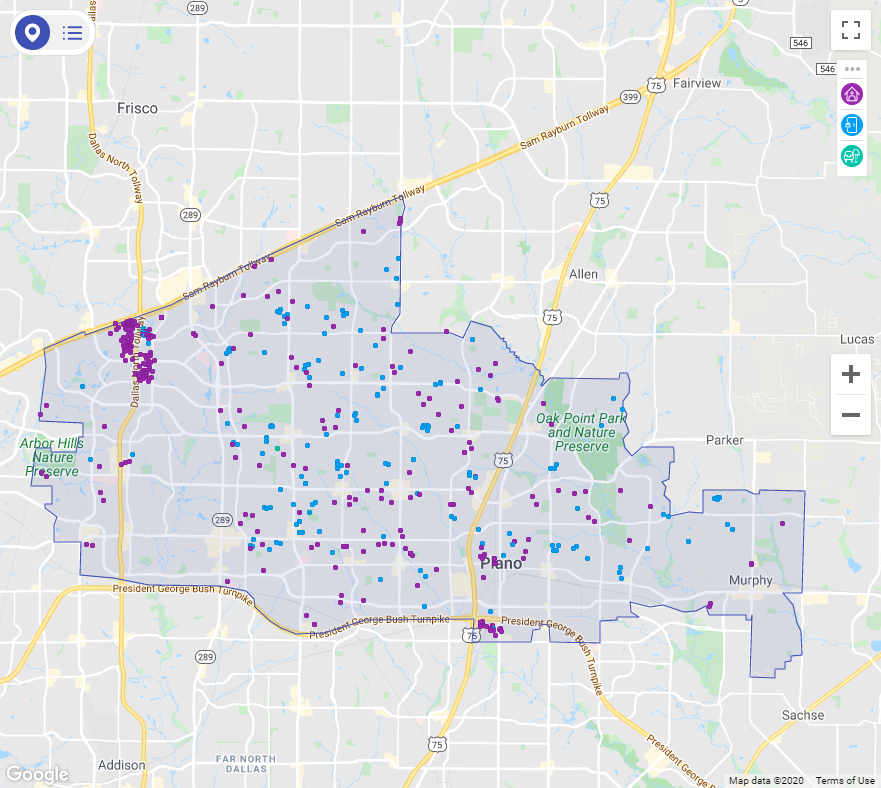 289
Dallas
546
546
75
Fairview
399
Frisco
Sam Rayburn Tollway
Dallas North Tollway
75
Sam Rayburn Tollway
289
Sam Rayburn Tollway
Allen
75
Dallas North Tollway
Lucas
Oak Point Park
and Nature
Preserve
Parker
Arbor Hills
Nature
Preserve
75
289
Plano
Murphy
President George Bush Turnpike
President George Bush Turnpike
President George Bush Turnpike
75
289
Sachse
75
President George B
FAR NORTH
DALLAS
Addison
Google
Map data ©2020
Terms of Use